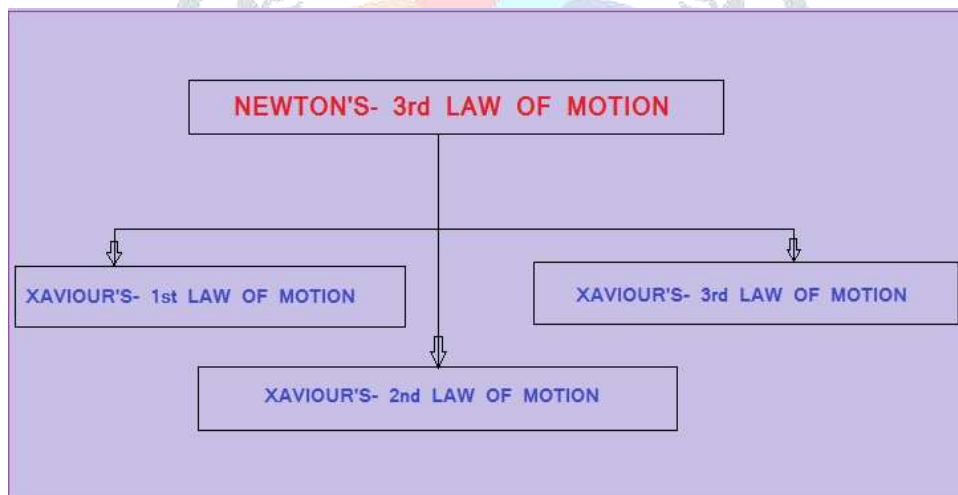 NEWTON'S- 3rd LAW OF MOTION
XAVIOUR'S- 1st LAW OF MOTION
XAVIOUR'S- 3rd LAW OF MOTION
XAVIOUR'S- 2nd LAW OF MOTION